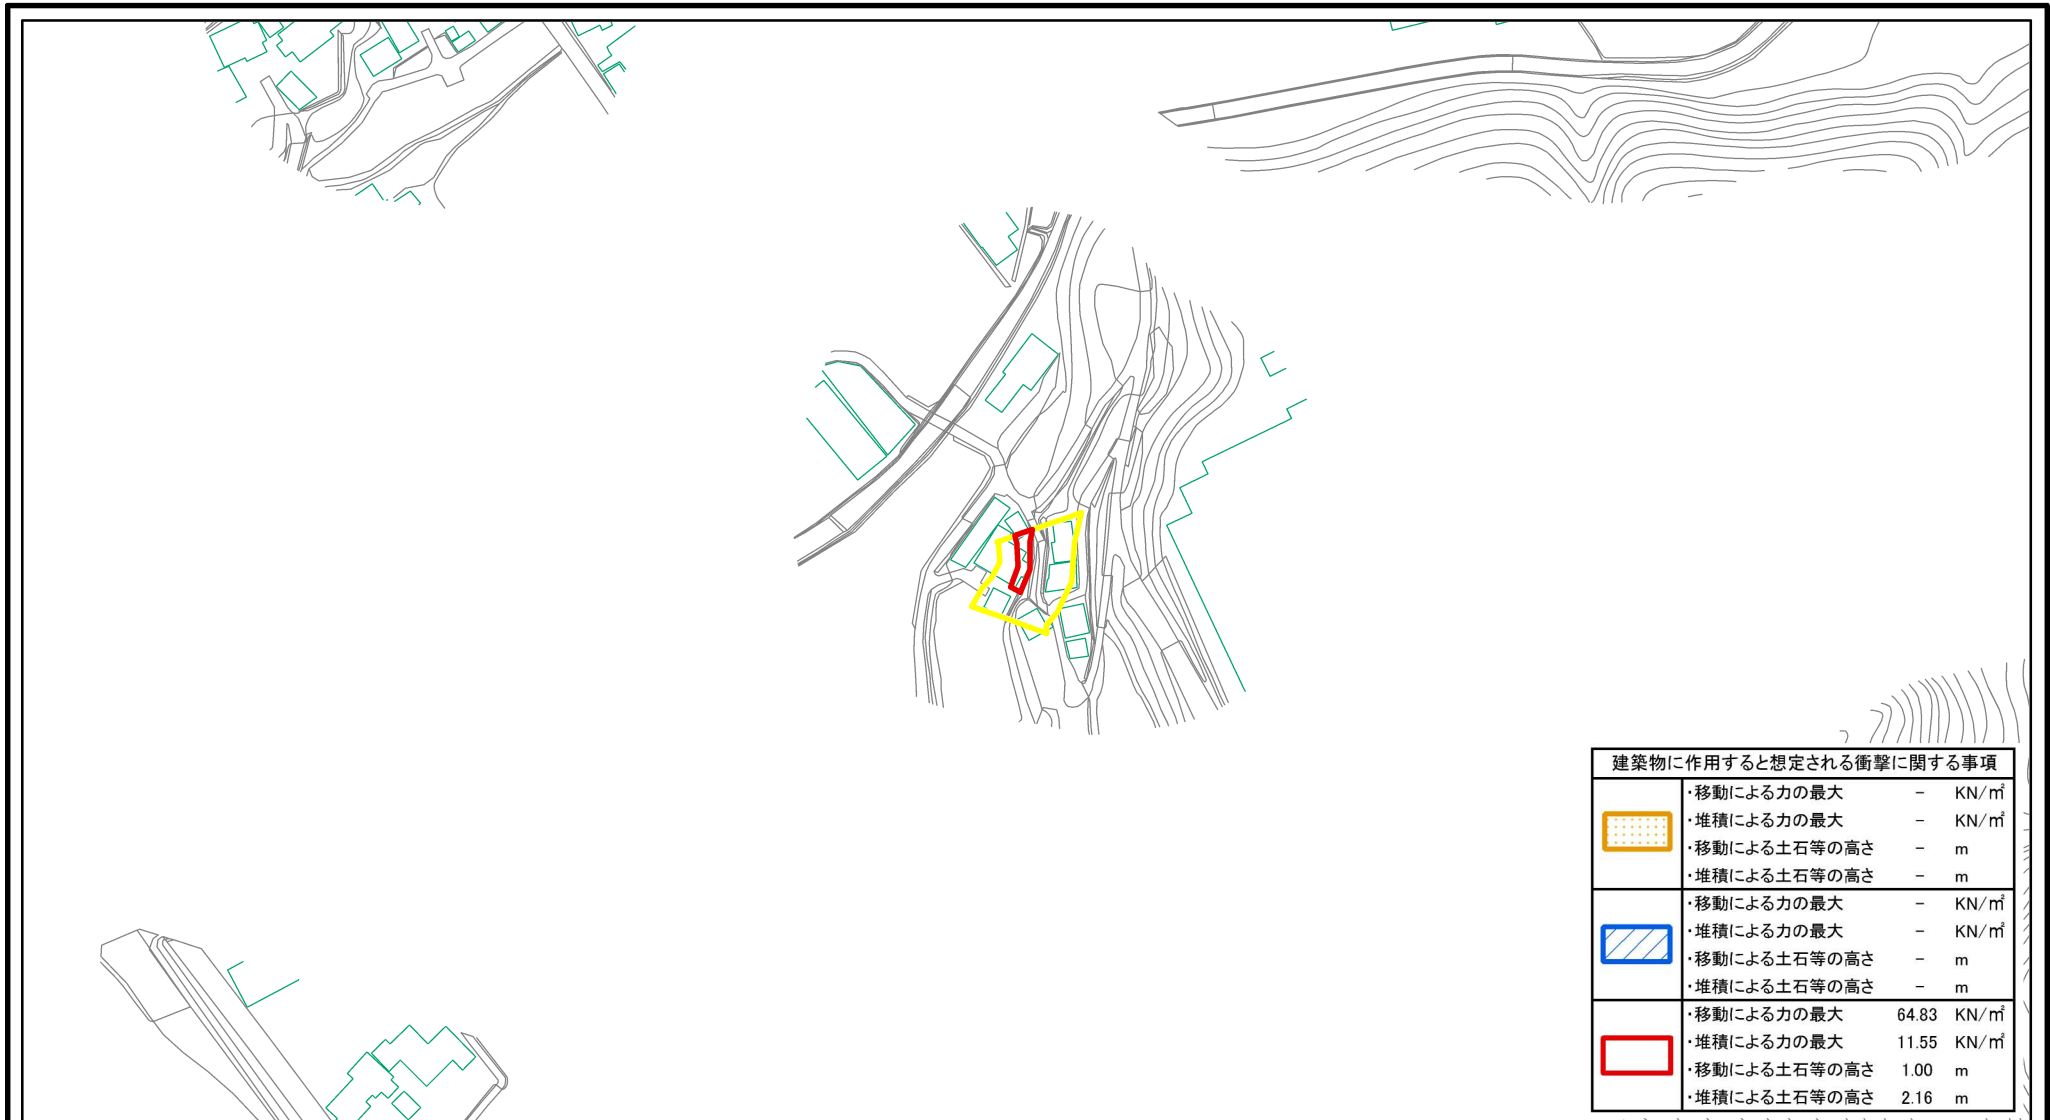 建築物に作用すると想定される衝撃に関する事項
・移動による力の最大 － KN/㎡
・堆積による力の最大 － KN/㎡
・移動による土石等の高さ － m
・堆積による土石等の高さ － m
・移動による力の最大 － KN/㎡
・堆積による力の最大 － KN/㎡
・移動による土石等の高さ － m
・堆積による土石等の高さ － m
・移動による力の最大 64.83 KN/㎡
・堆積による力の最大 11.55 KN/㎡
・移動による土石等の高さ 1.00 m
・堆積による土石等の高さ 2.16 m